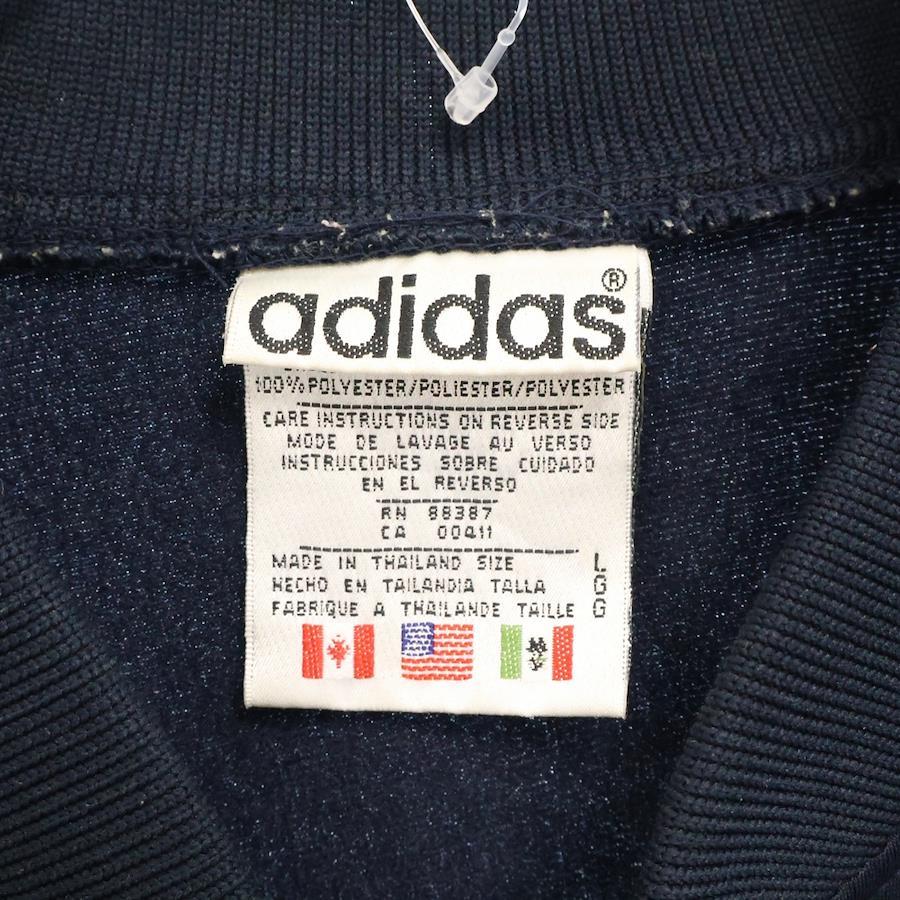 adidas®
100% POLYESTER/POLIESTER/POLYESTER
CARE INSTRUCTIONS ON REVERSE SIDE
MODE DE LAVAGE AU VERSO
INSTRUCCIONES SOBRE CUIDADO
EN EL REVERSO
RN 88387
CA 00411
MADE IN THAILAND SIZE L
HECHO EN TAILANDIA TALLA G
FABRIQUE A THAILANDE TAILLE G